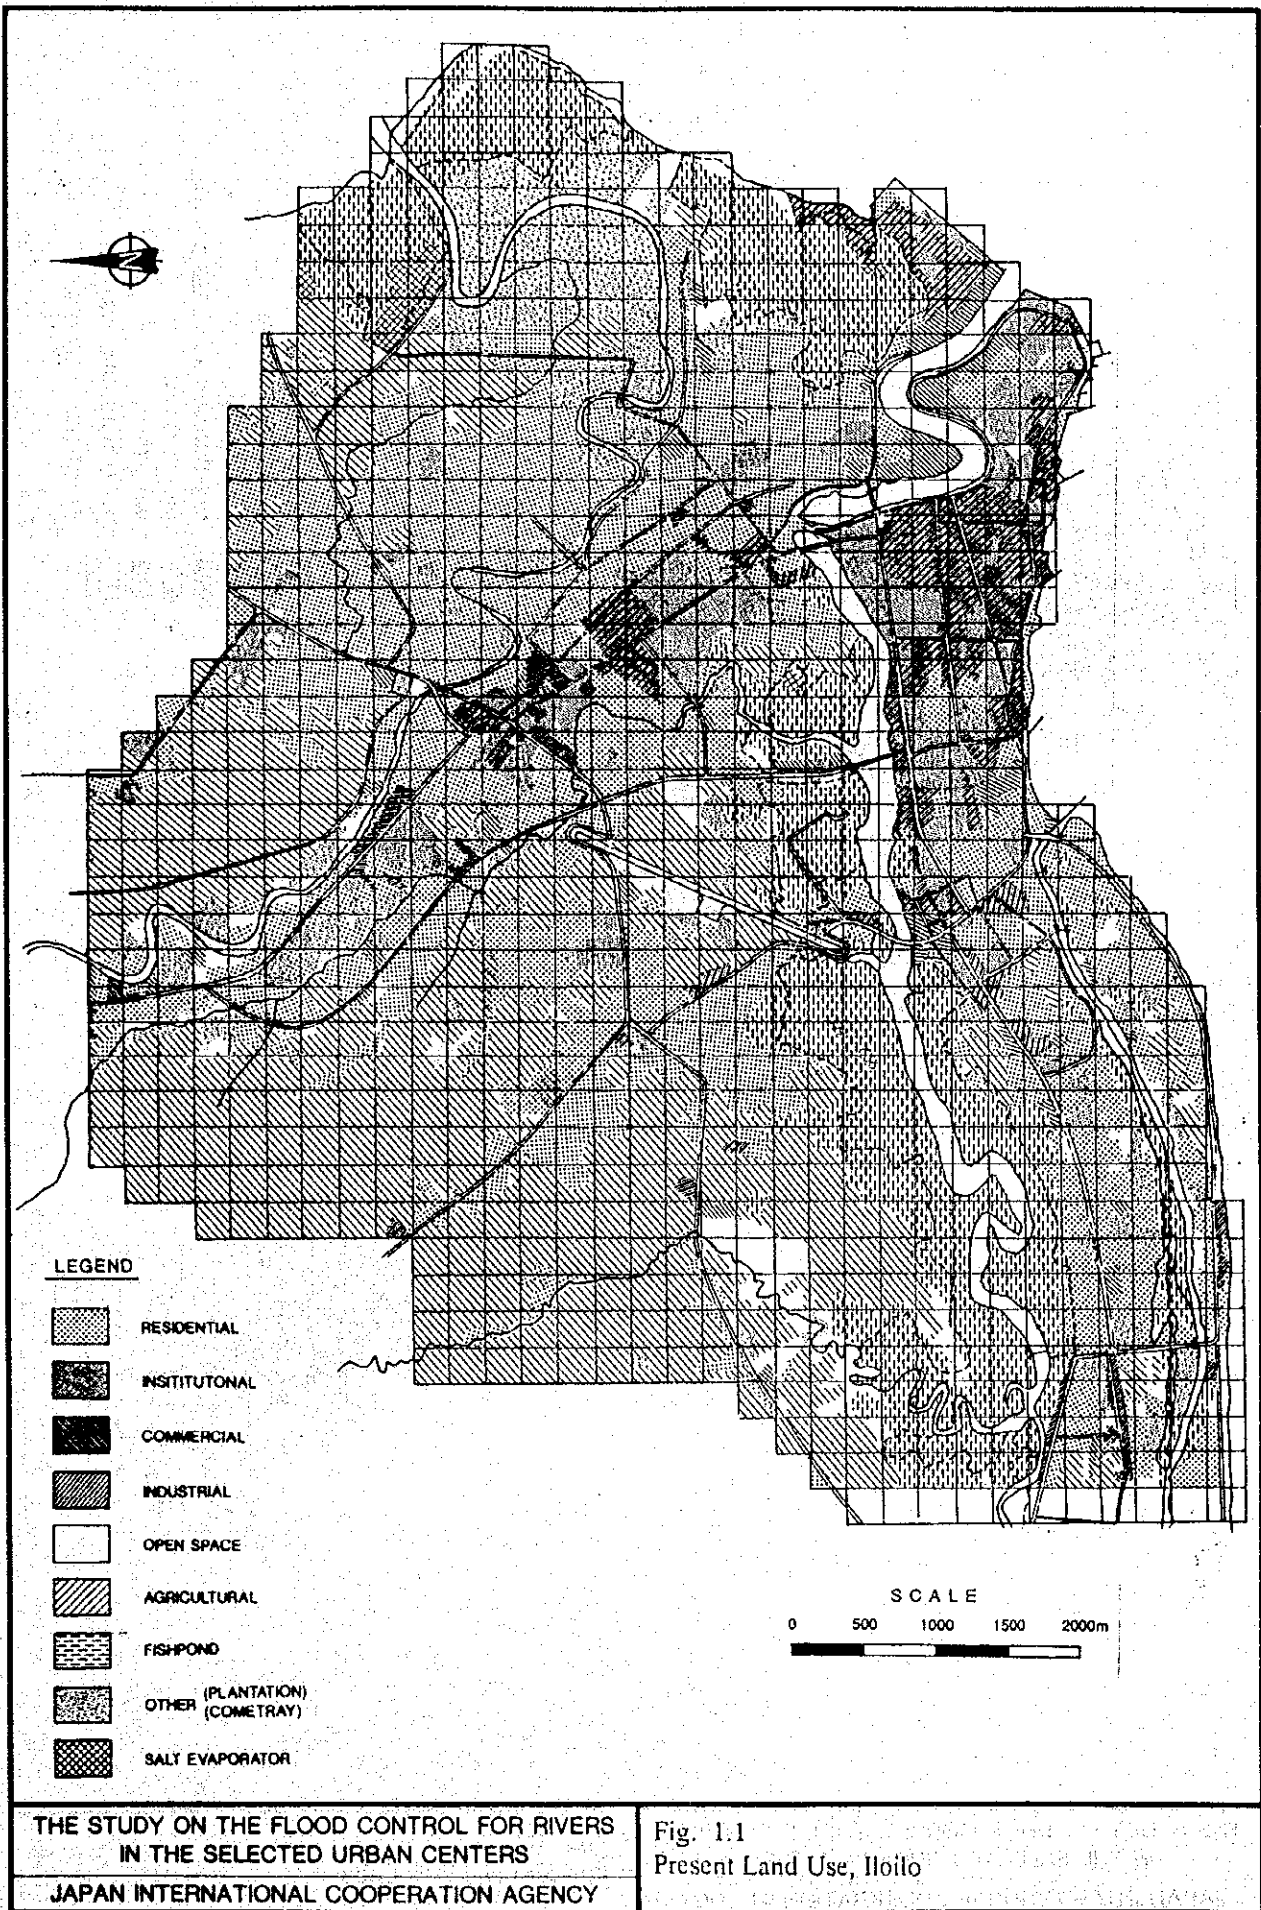 N
LEGEND
RESIDENTIAL
INSITITUTONAL
COMMERCIAL
INDUSTRIAL
OPEN SPACE
AGRICULTURAL
FISHPOND
OTHER (PLANTATION)
(COMETRAY)
SALT EVAPORATOR
SCALE
0 500 1000 1500 2000m
THE STUDY ON THE FLOOD CONTROL FOR RIVERS
IN THE SELECTED URBAN CENTERS
JAPAN INTERNATIONAL COOPERATION AGENCY
Fig. 1.1
Present Land Use, Iloilo